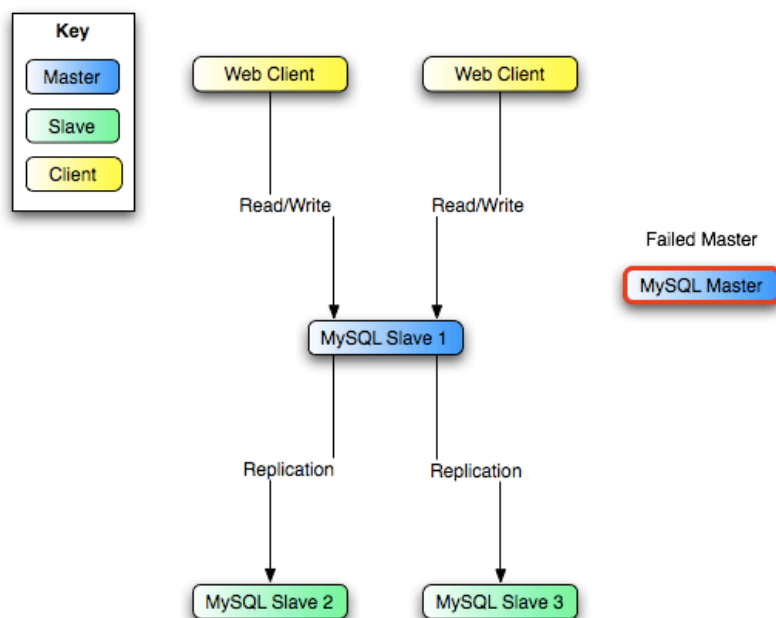 Key
Master
Slave
Client
Web Client
Web Client
Read/Write
Read/Write
Failed Master
MySQL Master
MySQL Slave 1
Replication
Replication
MySQL Slave 2
MySQL Slave 3